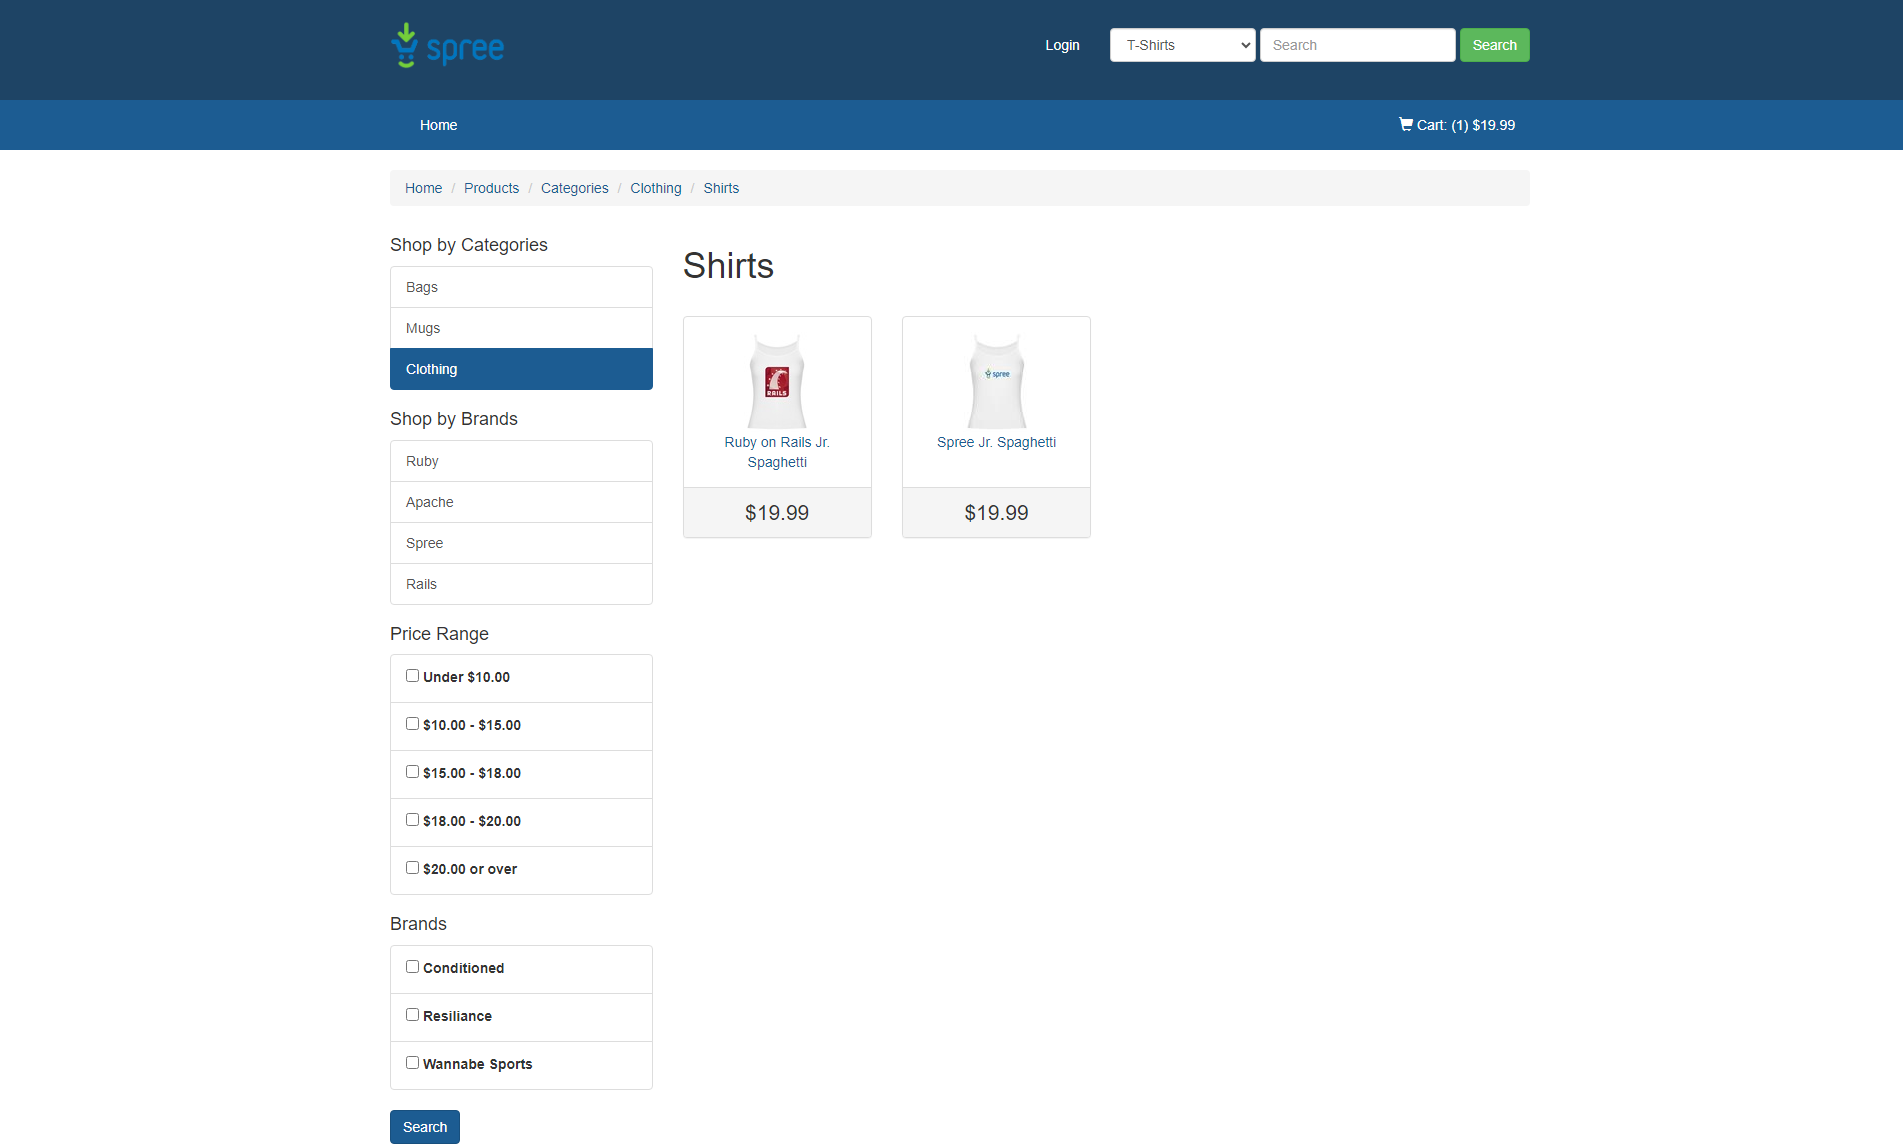 spree
Login
T-Shirts
Search
Search
Home
Cart: (1) $19.99
Home / Products / Categories / Clothing / Shirts
Shop by Categories
Bags
Mugs
Clothing
Shop by Brands
Ruby
Apache
Spree
Rails
Price Range
Under $10.00
$10.00 - $15.00
$15.00 - $18.00
$18.00 - $20.00
$20.00 or over
Brands
Conditioned
Resiliance
Wannabe Sports
Search
Shirts
RAILS
Ruby on Rails Jr.
Spaghetti
$19.99
spree
Spree Jr. Spaghetti
$19.99